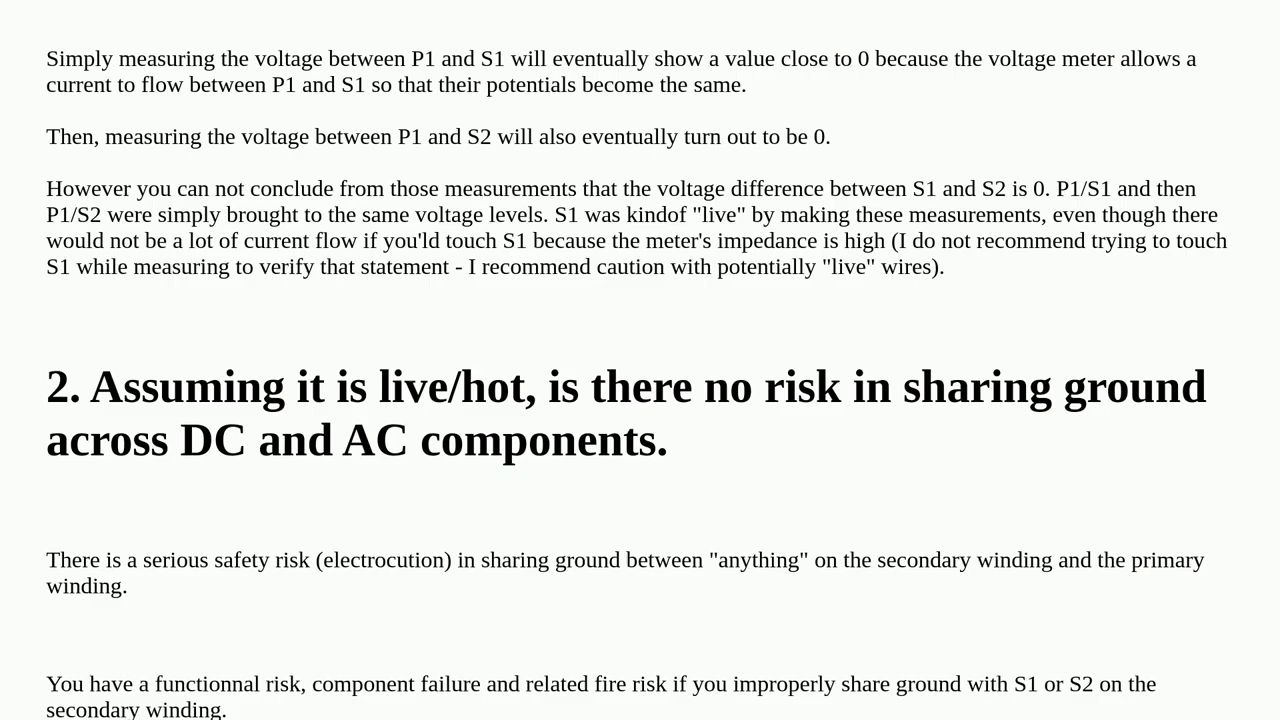 Simply measuring the voltage between P1 and S1 will eventually show a value close to 0 because the voltage meter allows a
current to flow between P1 and S1 so that their potentials become the same.
Then, measuring the voltage between P1 and S2 will also eventually turn out to be 0.
However you can not conclude from those measurements that the voltage difference between S1 and S2 is 0. P1/S1 and then
P1/S2 were simply brought to the same voltage levels. S1 was kindof "live" by making these measurements, even though there
would not be a lot of current flow if you'ld touch S1 because the meter's impedance is high (I do not recommend trying to touch
S1 while measuring to verify that statement - I recommend caution with potentially "live" wires).
2. Assuming it is live/hot, is there no risk in sharing ground
across DC and AC components.
There is a serious safety risk (electrocution) in sharing ground between "anything" on the secondary winding and the primary
winding.
You have a functionnal risk, component failure and related fire risk if you improperly share ground with S1 or S2 on the
secondary winding.